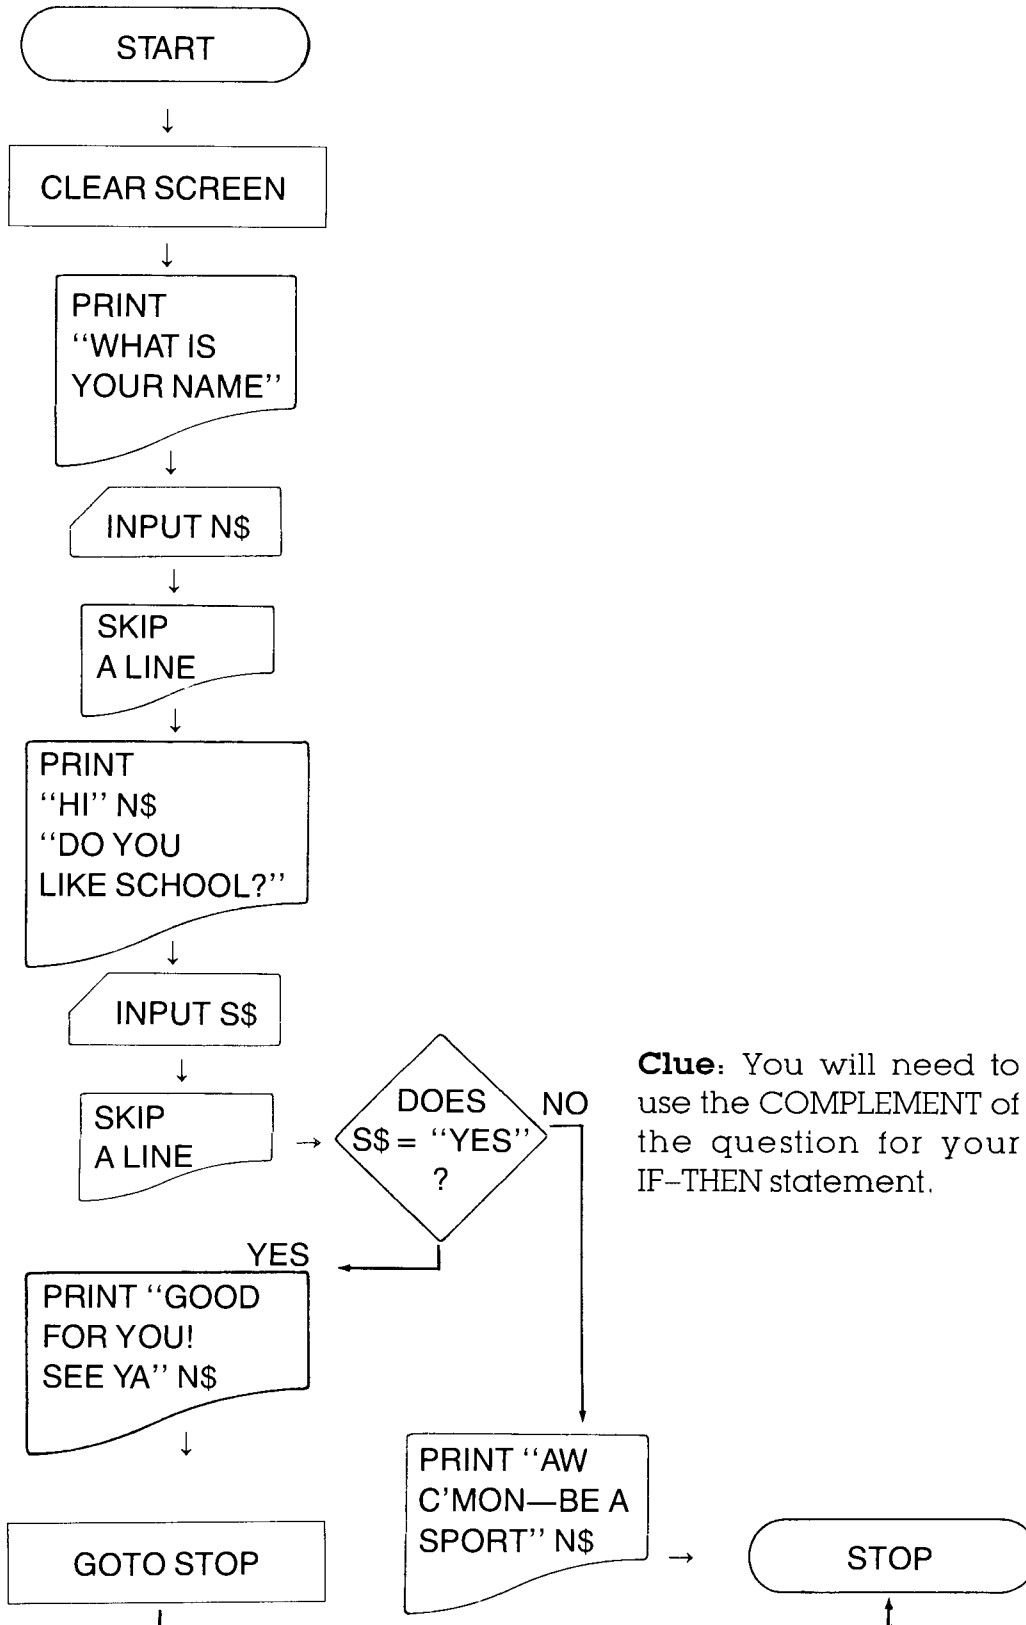 START
CLEAR SCREEN
PRINT
‘‘WHAT IS
YOUR NAME’’
INPUT N$
SKIP
A LINE
PRINT
‘‘HI’’ N$
‘‘DO YOU
LIKE SCHOOL?’’
INPUT S$
SKIP
A LINE
DOES
S$ = ‘‘YES’’
?
NO
Clue: You will need to
use the COMPLEMENT of
the question for your
IF–THEN statement.
YES
PRINT ‘‘GOOD
FOR YOU!
SEE YA’’ N$
PRINT ‘‘AW
C’MON—BE A
SPORT’’ N$
GOTO STOP
STOP